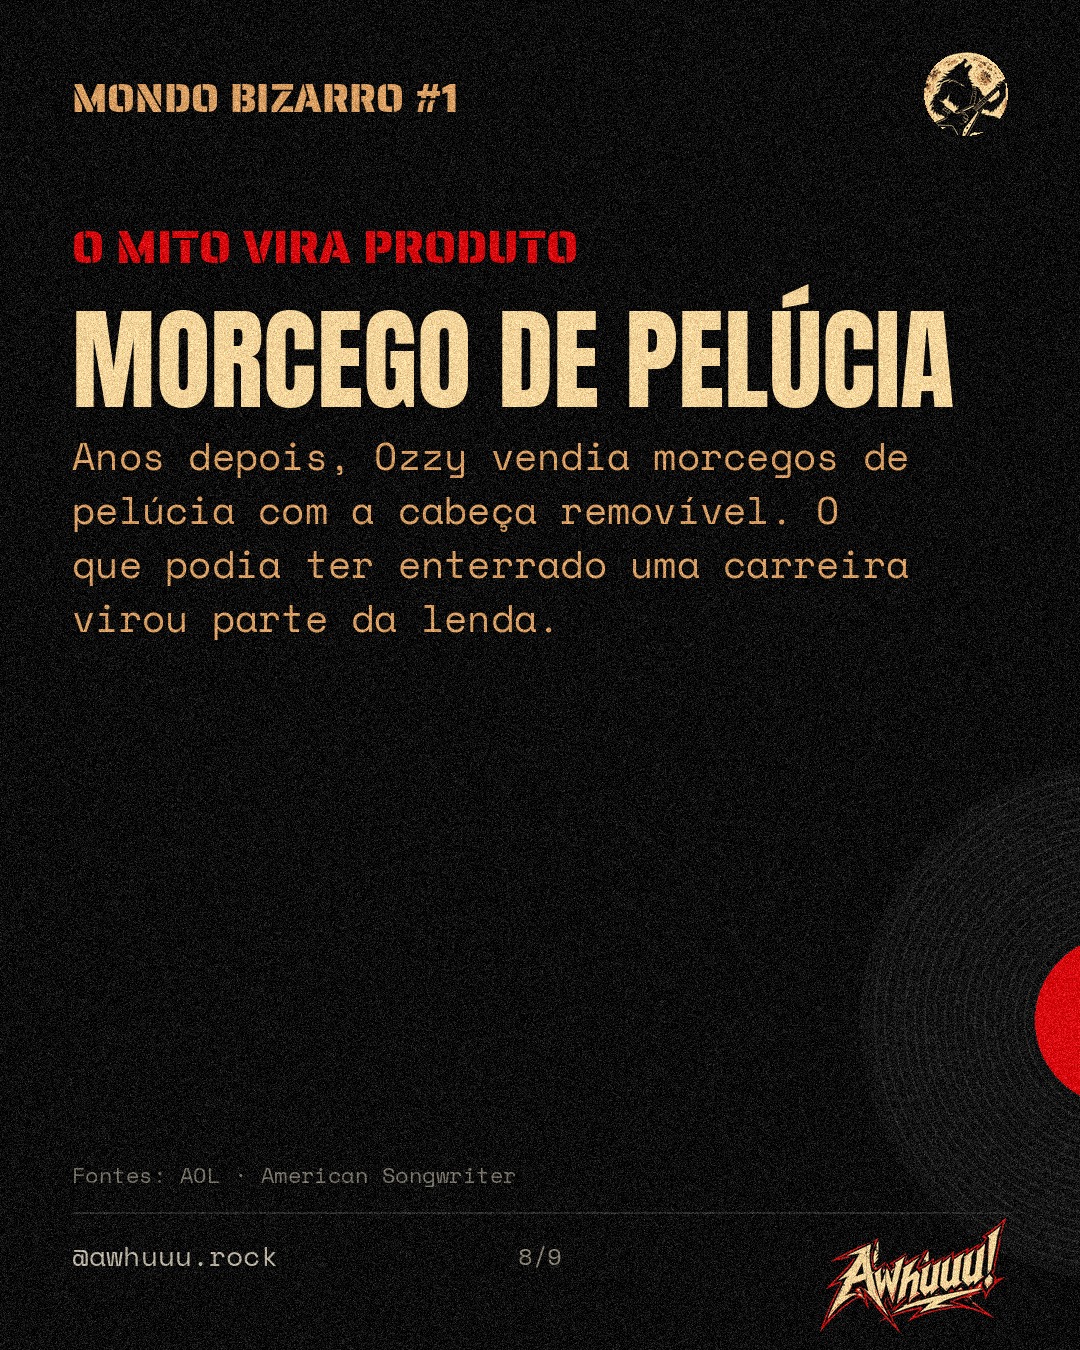 MONDO BIZARRO #1
O MITO VIRA PRODUTO
MORCEGO DE PELÚCIA
Anos depois, Ozzy vendia morcegos de
pelúcia com a cabeça removível. O
que podia ter enterrado uma carreira
virou parte da lenda.
Fontes: AOL · American Songwriter
@awhuuu.rock
8/9
Awhuuu!